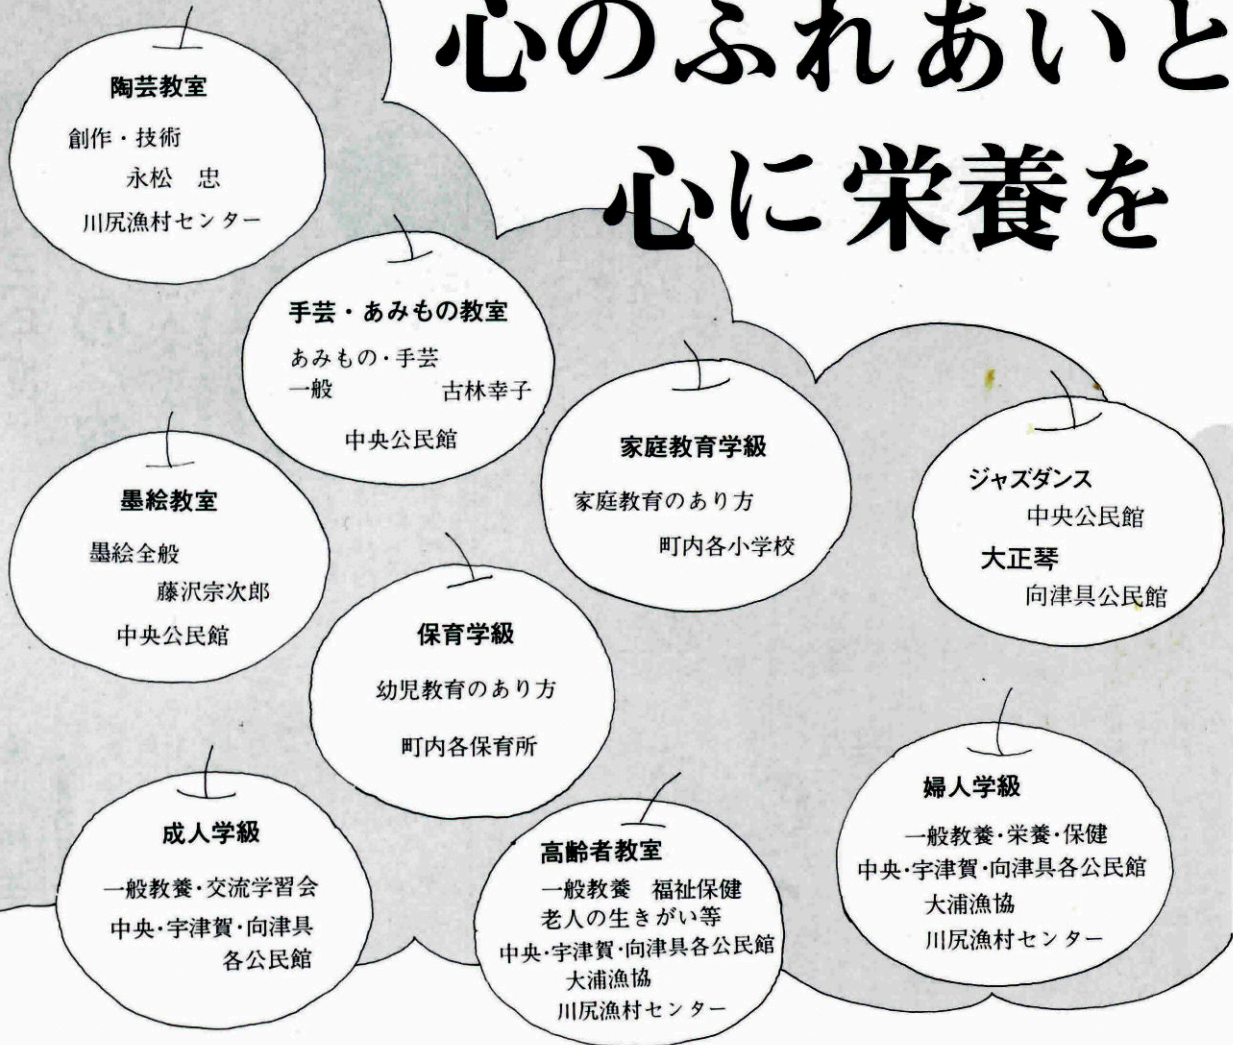 心のふれあいと
心に栄養を
陶芸教室
創作・技術
永松 忠
川尻漁村センター
手芸・あみもの教室
あみもの・手芸
一般 古林幸子
中央公民館
家庭教育学級
家庭教育のあり方
町内各小学校
ジャズダンス
中央公民館
大正琴
向津具公民館
墨絵教室
墨絵全般
藤沢宗次郎
中央公民館
保育学級
幼児教育のあり方
町内各保育所
成人学級
一般教養・交流学習会
中央・宇津賀・向津具
各公民館
高齢者教室
一般教養 福祉保健
老人の生きがい等
中央・宇津賀・向津具各公民館
大浦漁協
川尻漁村センター
婦人学級
一般教養・栄養・保健
中央・宇津賀・向津具各公民館
大浦漁協
川尻漁村センター